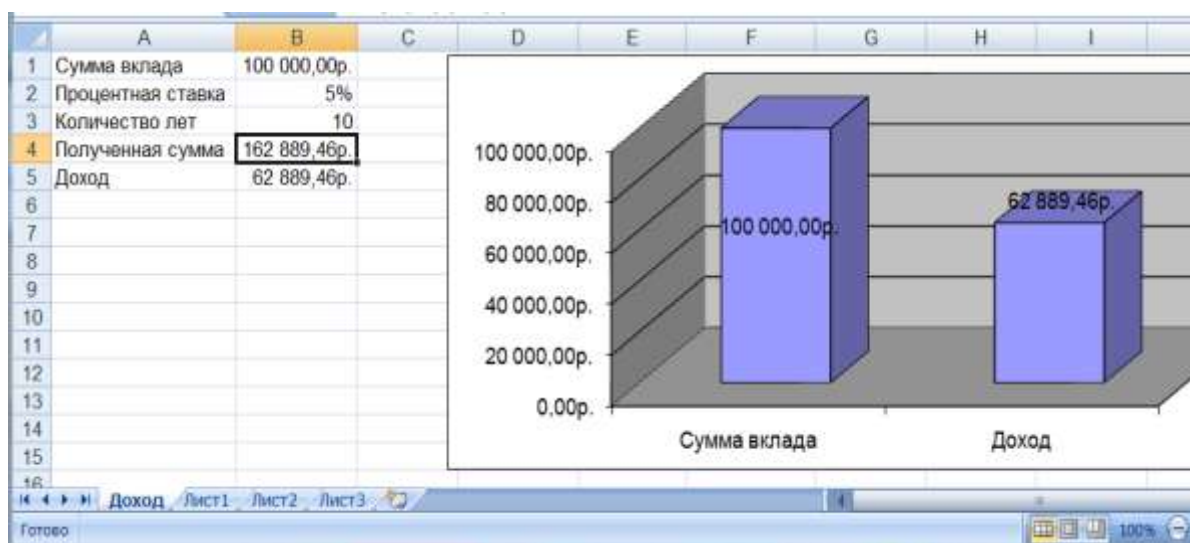 A B C D E F G H I
1 Сумма вклада 100 000,00р.
2 Процентная ставка 5%
3 Количество лет 10
4 Полученная сумма 162 889,46р.
5 Доход 62 889,46р.
6
7
8
9
10
11
12
13
14
15
16
100 000,00р.
80 000,00р.
60 000,00р.
40 000,00р.
20 000,00р.
0,00р.
100 000,00р.
62 889,46р.
Сумма вклада Доход
Доход Лист1 Лист2 Лист3
Готово 100%